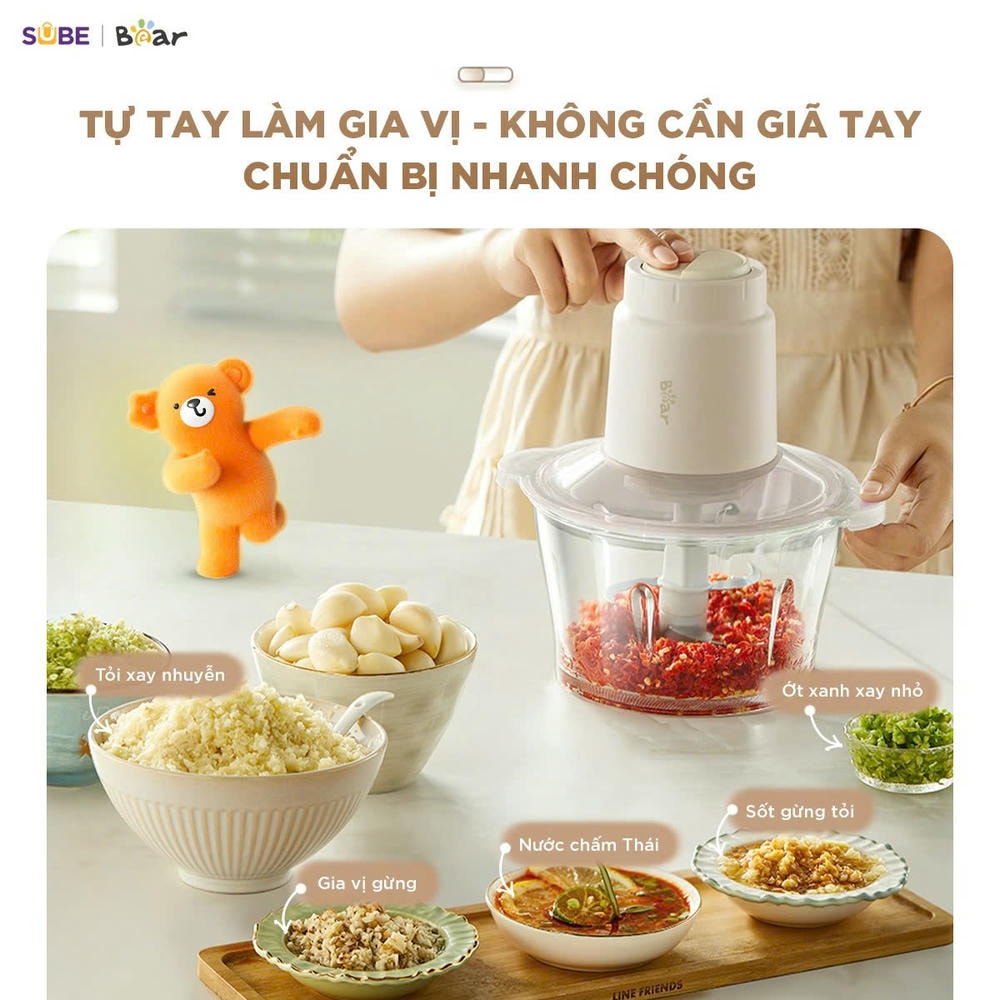 SUBE | Bear
TỰ TAY LÀM GIA VỊ - KHÔNG CẦN GIÃ TAY
CHUẨN BỊ NHANH CHÓNG
Bear
Tỏi xay nhuyễn
Ớt xanh xay nhỏ
Sốt gừng tỏi
Nước chấm Thái
Gia vị gừng
LINE FRIENDS